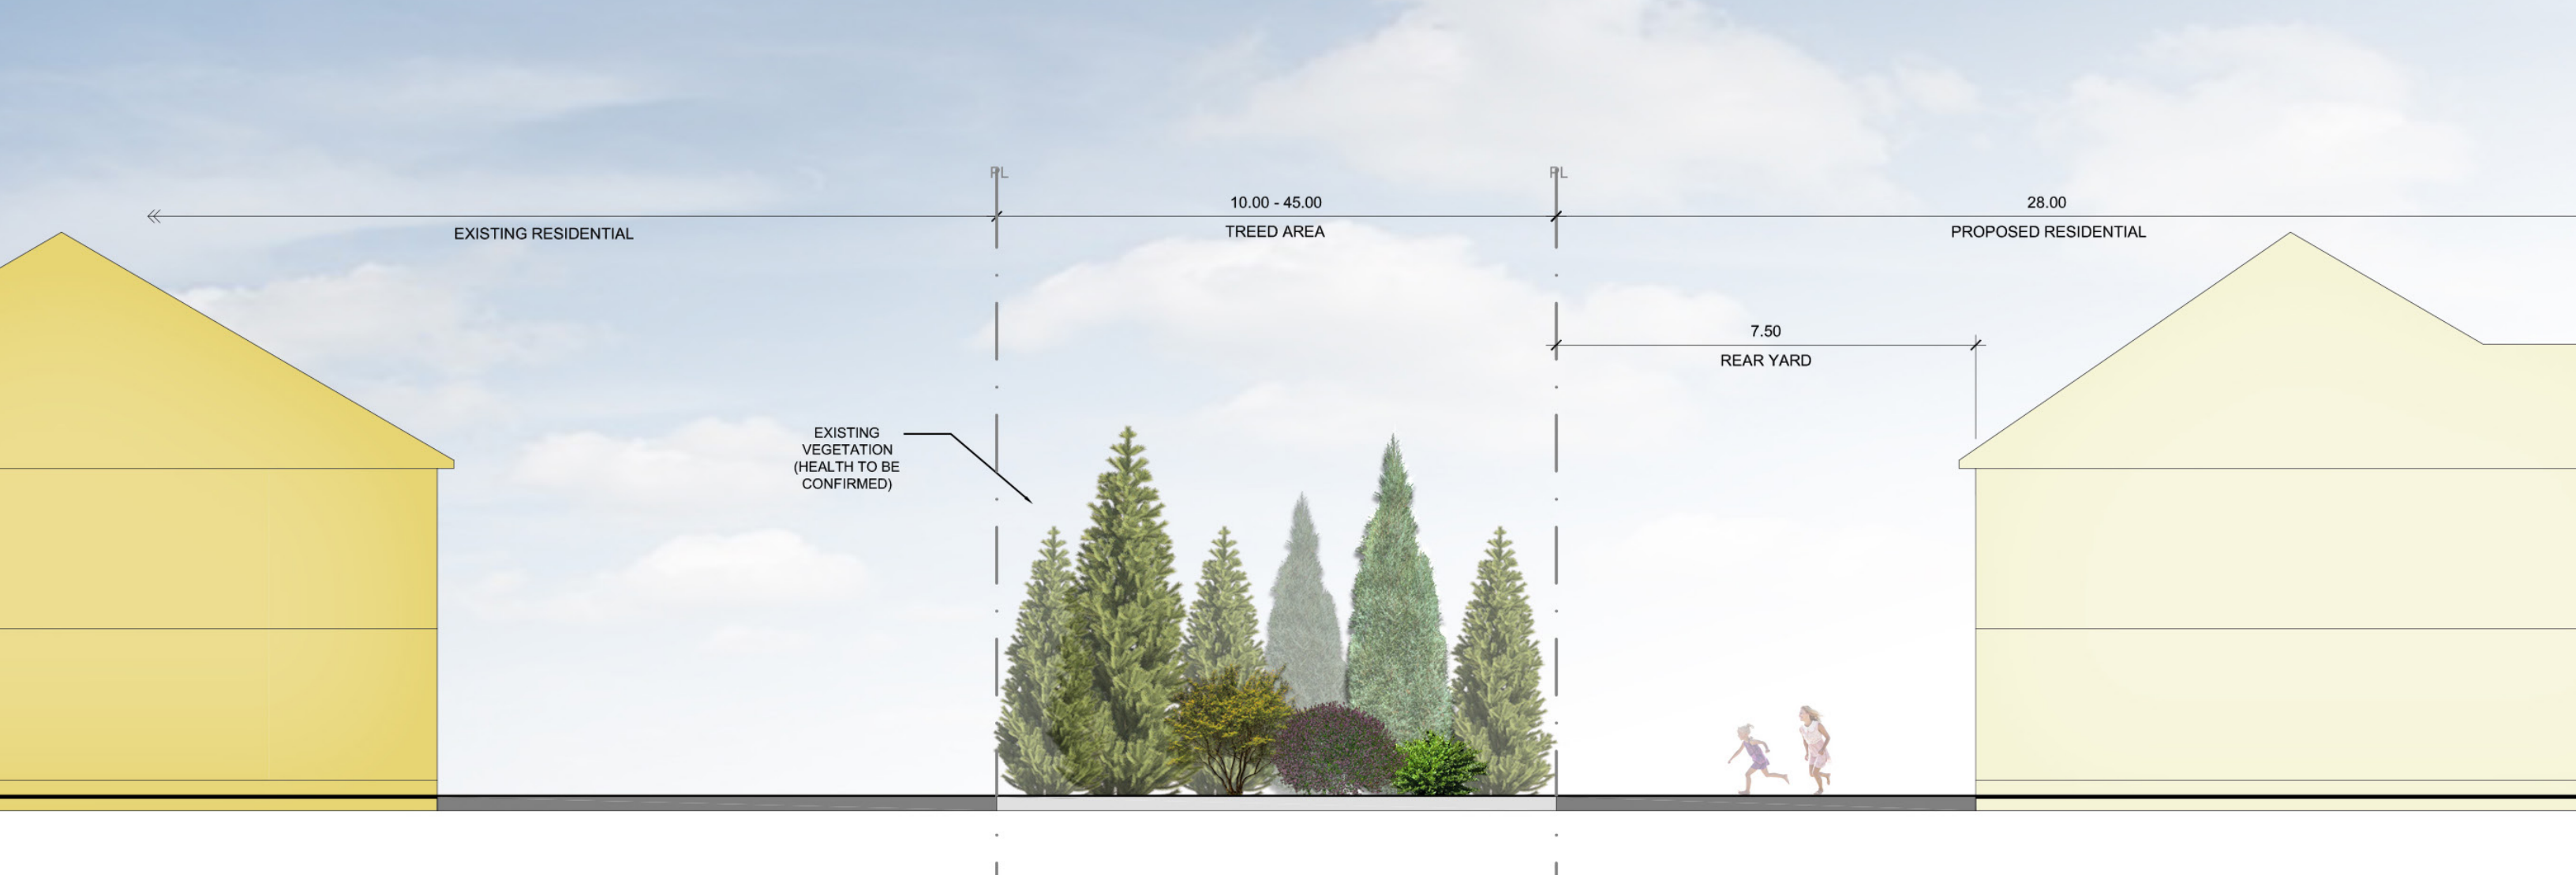 PL
PL
10.00 - 45.00
28.00
EXISTING RESIDENTIAL
TREED AREA
PROPOSED RESIDENTIAL
7.50
REAR YARD
EXISTING
VEGETATION
(HEALTH TO BE
CONFIRMED)